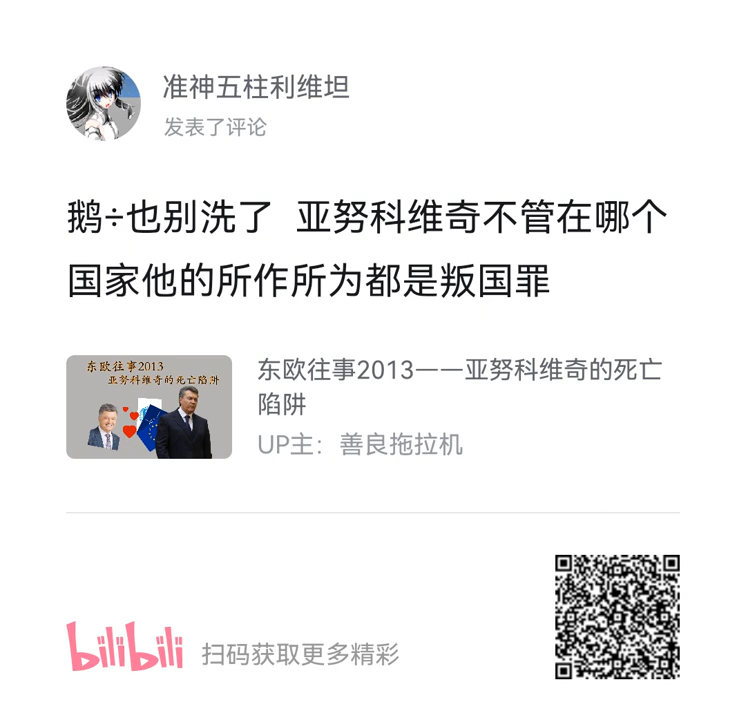 准神五柱利维坦
发表了评论
鹅÷也别洗了 亚努科维奇不管在哪个
国家他的所作所为都是叛国罪
东欧往事2013
亚努科维奇的死亡陷阱
东欧往事2013——亚努科维奇的死亡
陷阱
UP主：善良拖拉机
bilibili 扫码获取更多精彩